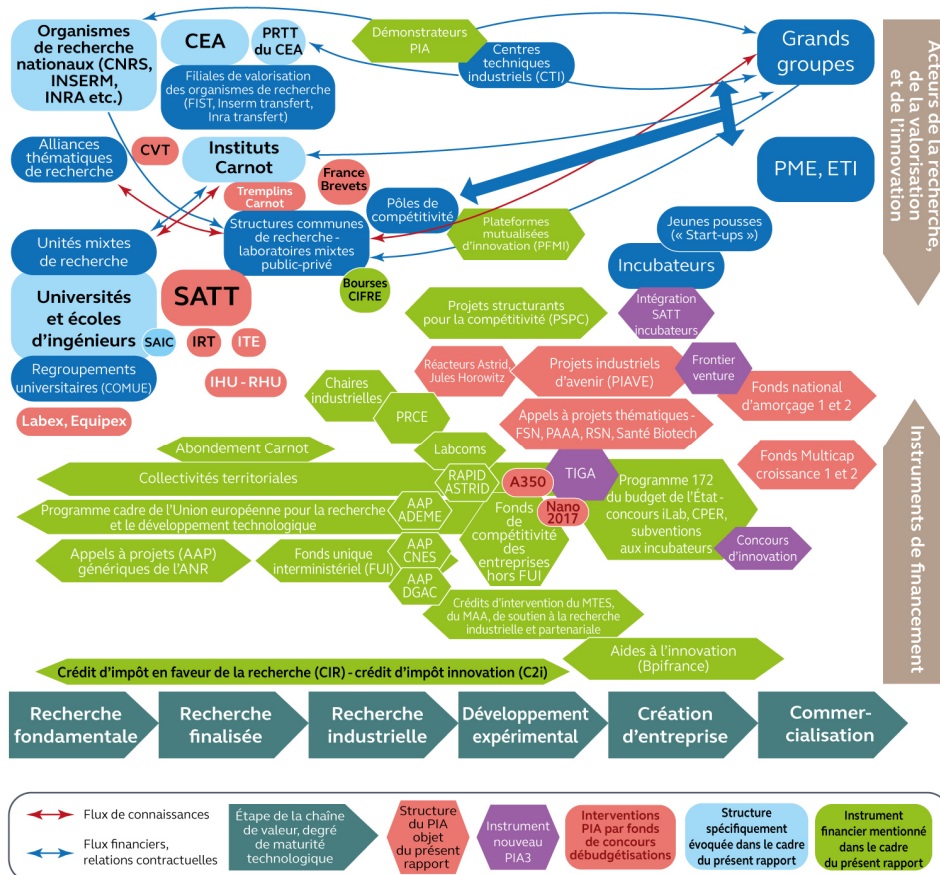 Organismes
de recherche
nationaux (CNRS,
INSERM,
INRA etc.)
CEA
PRTT
du CEA
Démonstrateurs
PIA
Centres
techniques
industriels (CTI)
Grands
groupes
Filiales de valorisation
des organismes de recherche
(FIST, Inserm transfert,
Inra transfert)
Alliances
thématiques
de recherche
CVT
Instituts
Carnot
Tremplins
Carnot
France
Brevets
Pôles de
compétitivité
PME, ETI
Structures communes
de recherche -
laboratoires mixtes
public-privé
Plateformes
mutualisées
d'innovation (PFMI)
Jeunes pousses
(« Start-ups »)
Incubateurs
Unités mixtes
de recherche
Universités
et écoles
d'ingénieurs
SAIC
SATT
IRT
ITE
IHU - RHU
Bourses
CIFRE
Regroupements
universitaires (COMUE)
Labex, Equipex
Acteurs de la recherche,
de la valorisation
et de l'innovation
Projets structurants
pour la compétitivité (PSPC)
Intégration
SATT
incubateurs
Réacteurs Astrid,
Jules Horowitz
Projets industriels
d'avenir (PIAVE)
Frontier
venture
Fonds national
d'amorçage 1 et 2
Chaires
industrielles
PRCE
Appels à projets thématiques -
FSN, PAAA, RSN, Santé Biotech
Abondement Carnot
Labcoms
Fonds Multicap
croissance 1 et 2
Collectivités territoriales
RAPID
ASTRID
A350
TIGA
Nano
2017
Programme 172
du budget de l'État -
concours iLab, CPER,
subventions
aux incubateurs
Programme cadre de l'Union européenne pour la recherche
et le développement technologique
AAP
ADEME
Fonds
de
compétitivité
des
entreprises
hors FUI
Concours
d'innovation
Appels à projets (AAP)
génériques de l'ANR
Fonds unique
interministériel (FUI)
AAP
CNES
AAP
DGAC
Crédits d'intervention du MTES,
du MAA, de soutien à la recherche
industrielle et partenariale
Aides à l'innovation
(Bpifrance)
Crédit d'impôt en faveur de la recherche (CIR) - crédit d'impôt innovation (C2i)
Instruments de financement
Recherche
fondamentale
Recherche
finalisée
Recherche
industrielle
Développement
expérimental
Création
d'entreprise
Commer-
cialisation
Flux de connaissances
Flux financiers,
relations contractuelles
Étape de la chaîne
de valeur, degré
de maturité
technologique
Structure
du PIA
objet
du présent
rapport
Instrument
nouveau
PIA3
Interventions
PIA par fonds
de concours
débudgétisations
Structure
spécifiquement
évoquée dans le cadre
du présent rapport
Instrument
financier mentionné
dans le cadre
du présent rapport